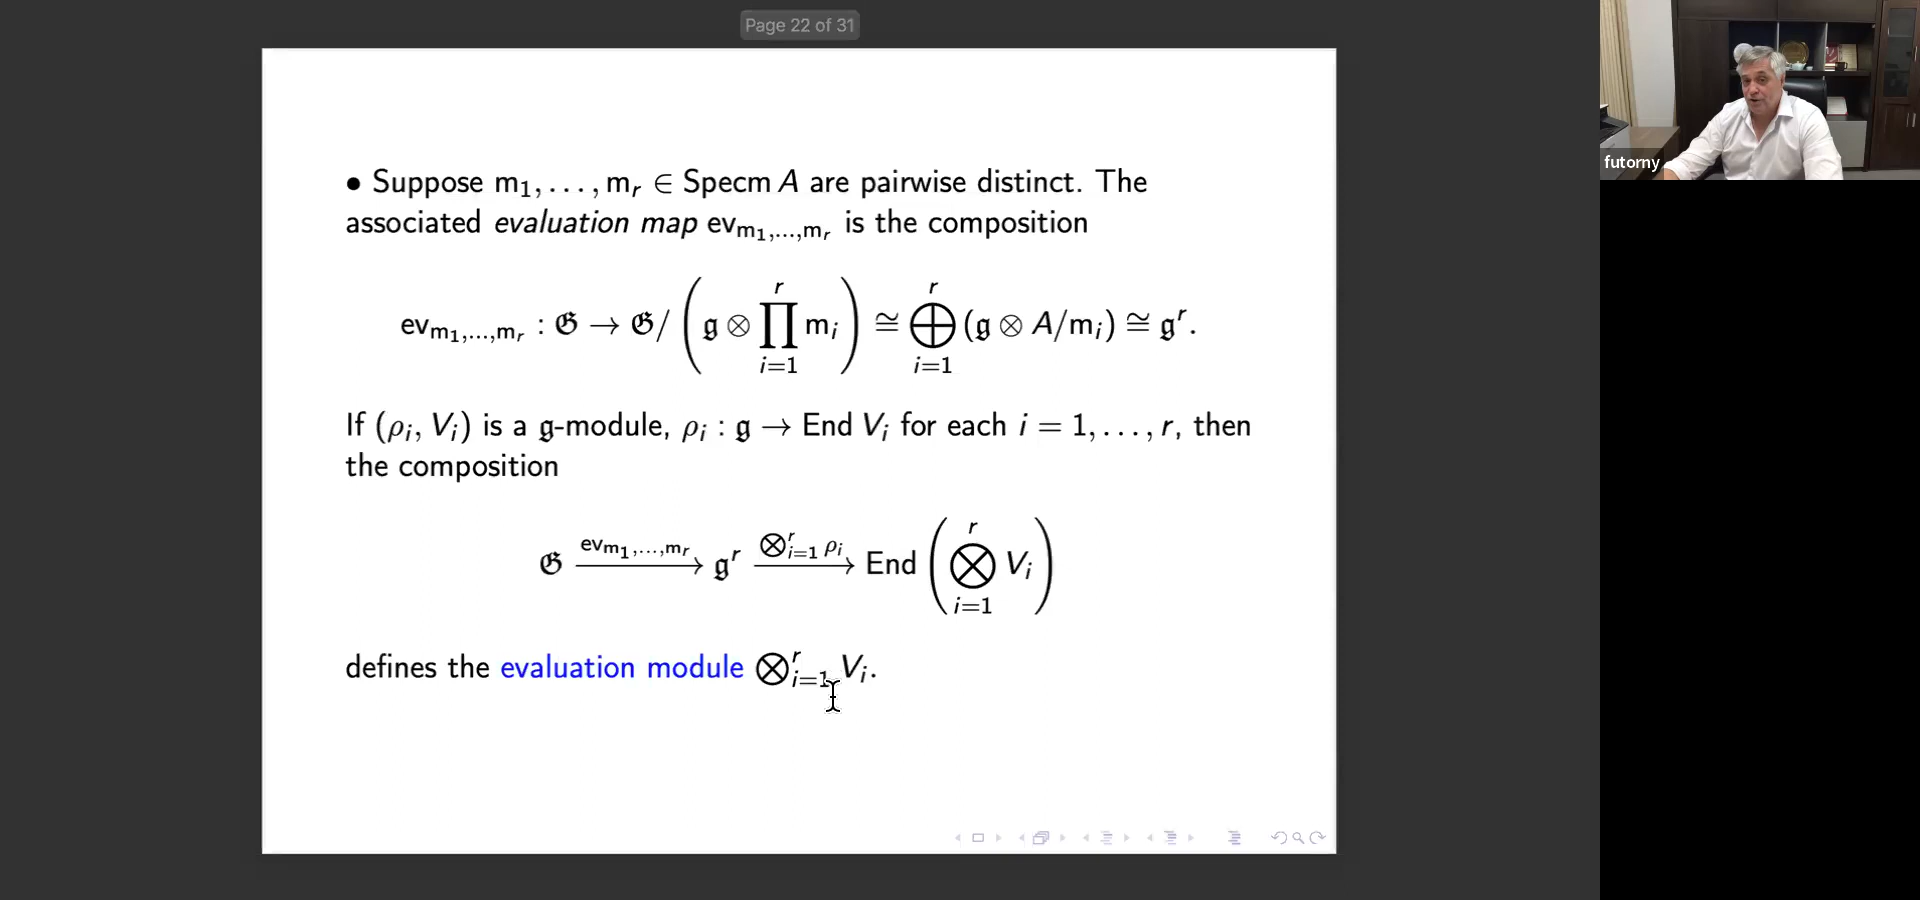 Page 22 of 31
• Suppose m₁, . . . , mᵣ ∈ Specm A are pairwise distinct. The
associated evaluation map ev_{m₁,...,mᵣ} is the composition
ev_{m₁,...,mᵣ} : 𝔊 → 𝔊/ (𝔤 ⊗ ∏_{i=1}^{r} mᵢ) ≅ ⨁_{i=1}^{r} (𝔤 ⊗ A/mᵢ) ≅ 𝔤ʳ.
If (ρᵢ, Vᵢ) is a 𝔤-module, ρᵢ : 𝔤 → End Vᵢ for each i = 1, . . . , r, then
the composition
𝔊 \xrightarrow{ev_{m₁,...,mᵣ}} 𝔤ʳ \xrightarrow{⨂_{i=1}^{r} ρᵢ} End (⨂_{i=1}^{r} Vᵢ)
defines the evaluation module ⨂_{i=1}^{r} Vᵢ.
futorny